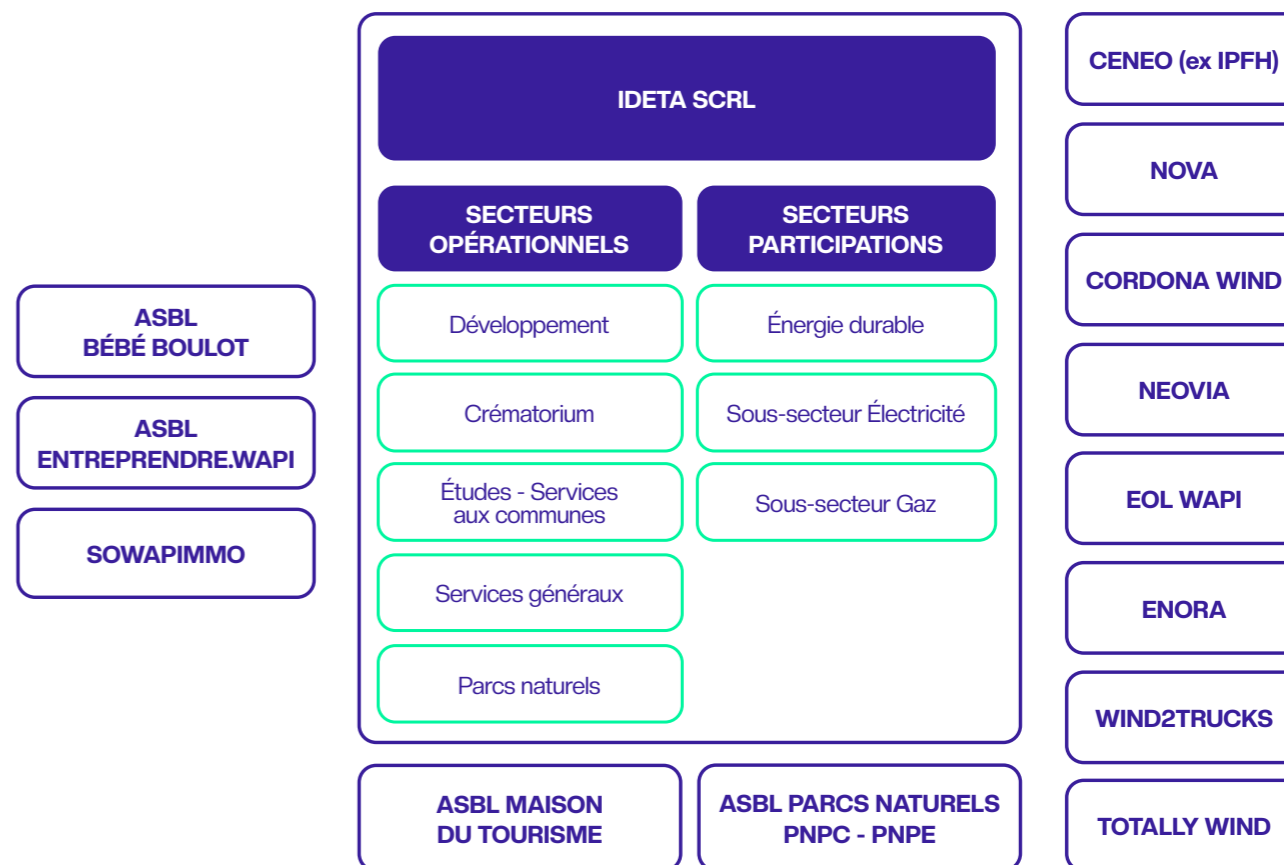 IDETA SCRL
SECTEURS
OPÉRATIONNELS
Développement
Crématorium
Études - Services
aux communes
Services généraux
Parcs naturels
SECTEURS
PARTICIPATIONS
Énergie durable
Sous-secteur Électricité
Sous-secteur Gaz
ASBL
BÉBÉ BOULOT
ASBL
ENTREPRENDRE.WAPI
SOWAPIMMO
ASBL MAISON
DU TOURISME
ASBL PARCS NATURELS
PNPC - PNPE
CENEO (ex IPFH)
NOVA
CORDONA WIND
NEOVIA
EOL WAPI
ENORA
WIND2TRUCKS
TOTALLY WIND